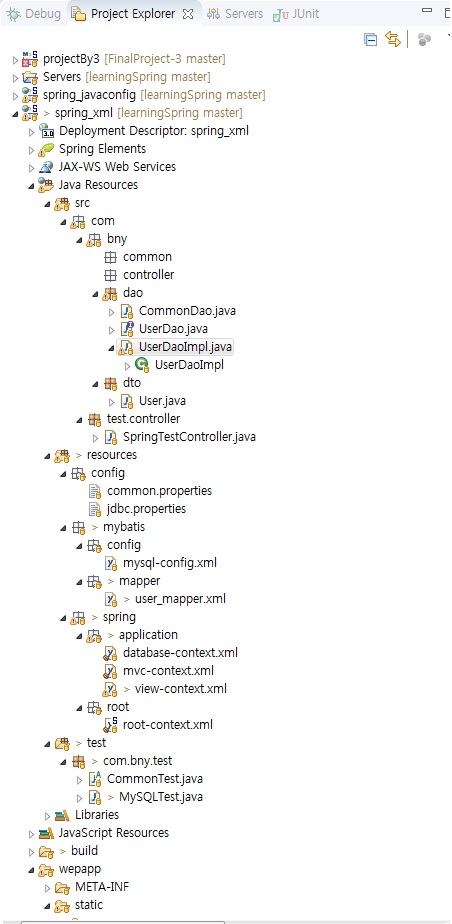 Debug Project Explorer Servers JUnit
projectBy3 [FinalProject-3 master]
Servers [learningSpring master]
spring_javaconfig [learningSpring master]
> spring_xml [learningSpring master]
Deployment Descriptor: spring_xml
Spring Elements
JAX-WS Web Services
Java Resources
src
com
bny
common
controller
dao
CommonDao.java
UserDao.java
UserDaoImpl.java
UserDaoImpl
dto
User.java
test.controller
SpringTestController.java
> resources
config
common.properties
jdbc.properties
> mybatis
config
mysql-config.xml
> mapper
> user_mapper.xml
> spring
> application
database-context.xml
mvc-context.xml
> view-context.xml
root
root-context.xml
> test
> com.bny.test
CommonTest.java
> MySQLTest.java
Libraries
JavaScript Resources
> build
wepapp
META-INF
static